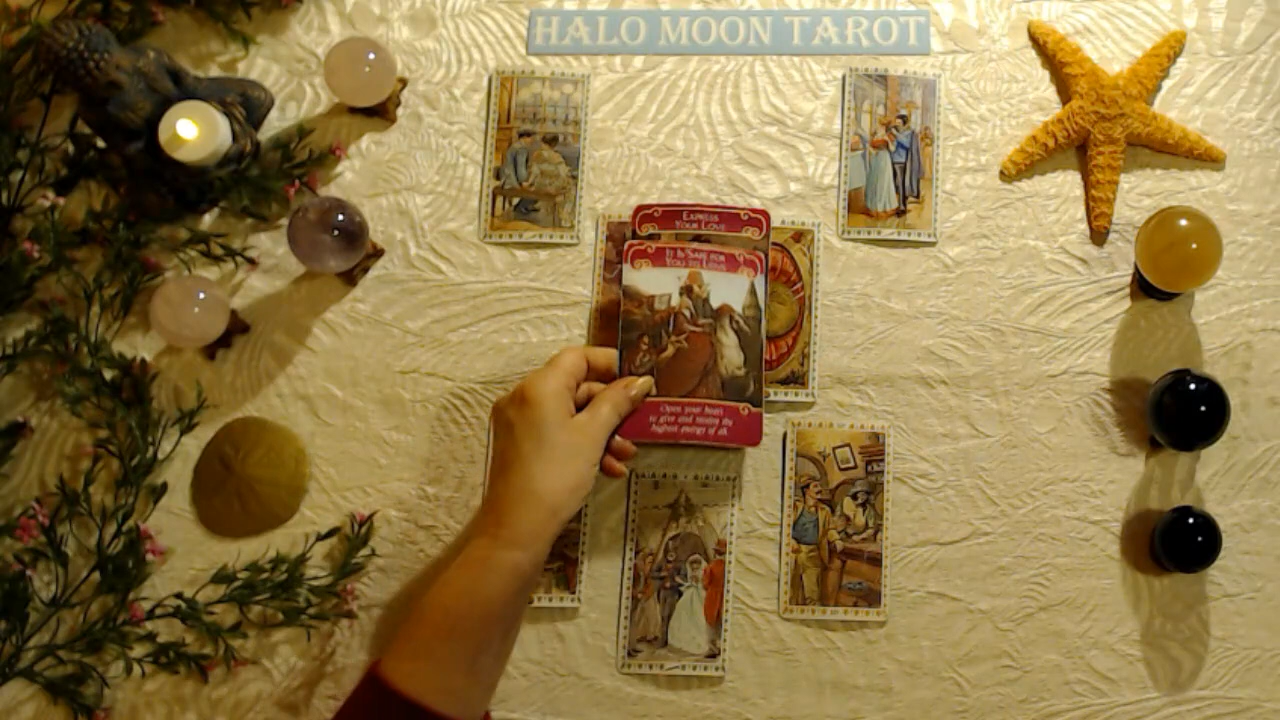 HALO MOON TAROT
EXPRESS
YOUR LOVE
IT IS SAFE FOR
YOU TO LOVE
Open your heart
to give and receive the
highest energy of all.